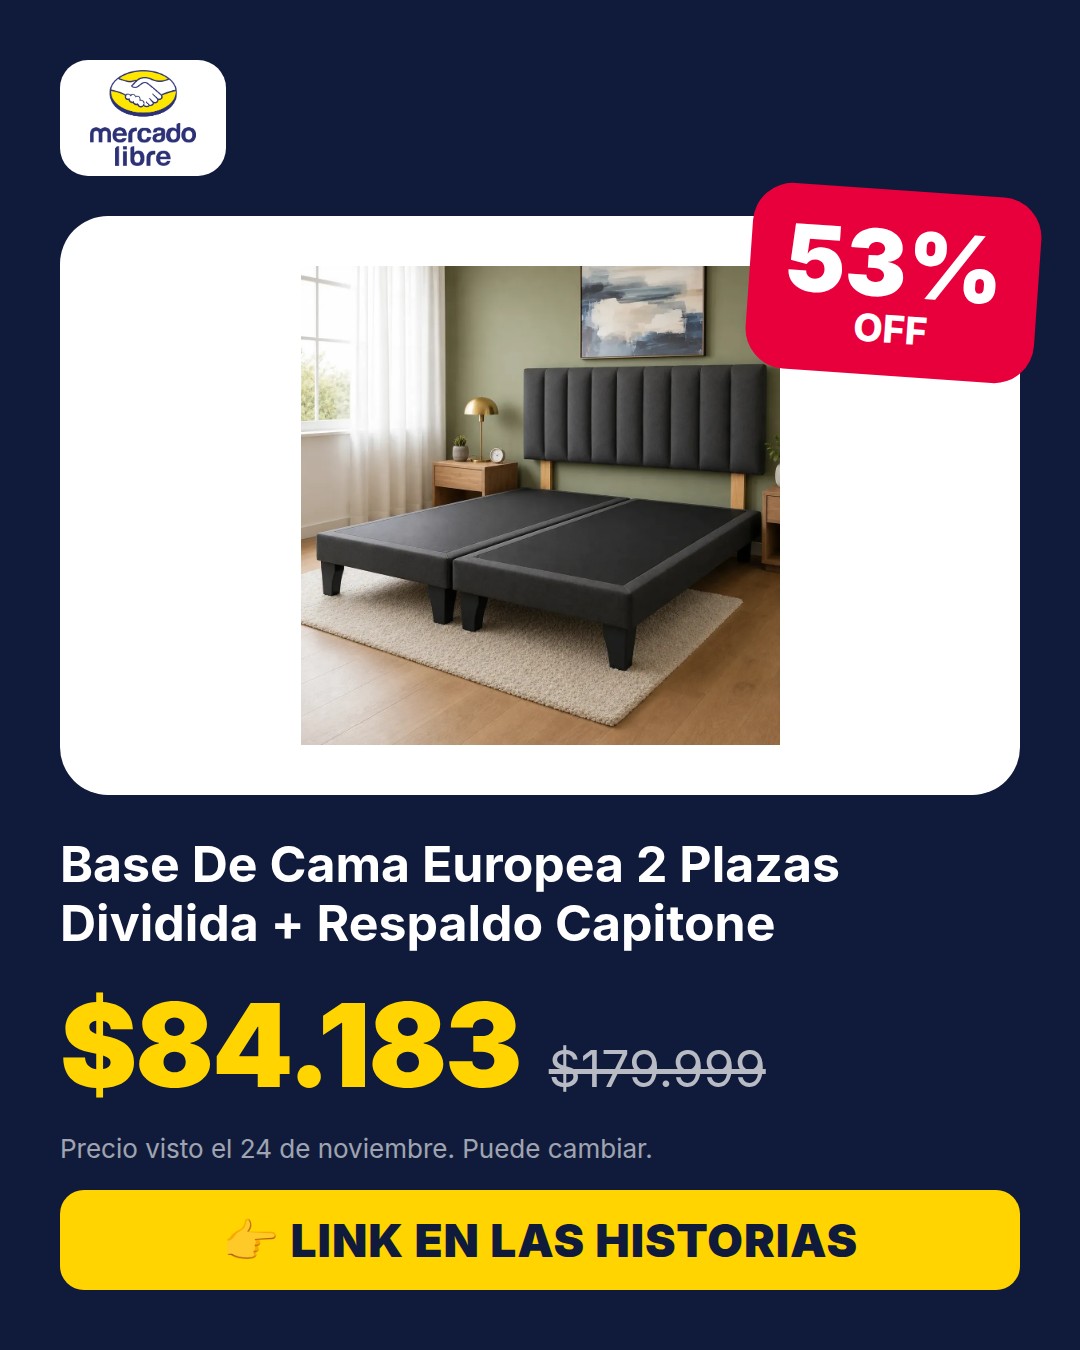 mercado
libre
53%
OFF
Base De Cama Europea 2 Plazas
Dividida + Respaldo Capitone
$84.183 $179.999
Precio visto el 24 de noviembre. Puede cambiar.
👉 LINK EN LAS HISTORIAS